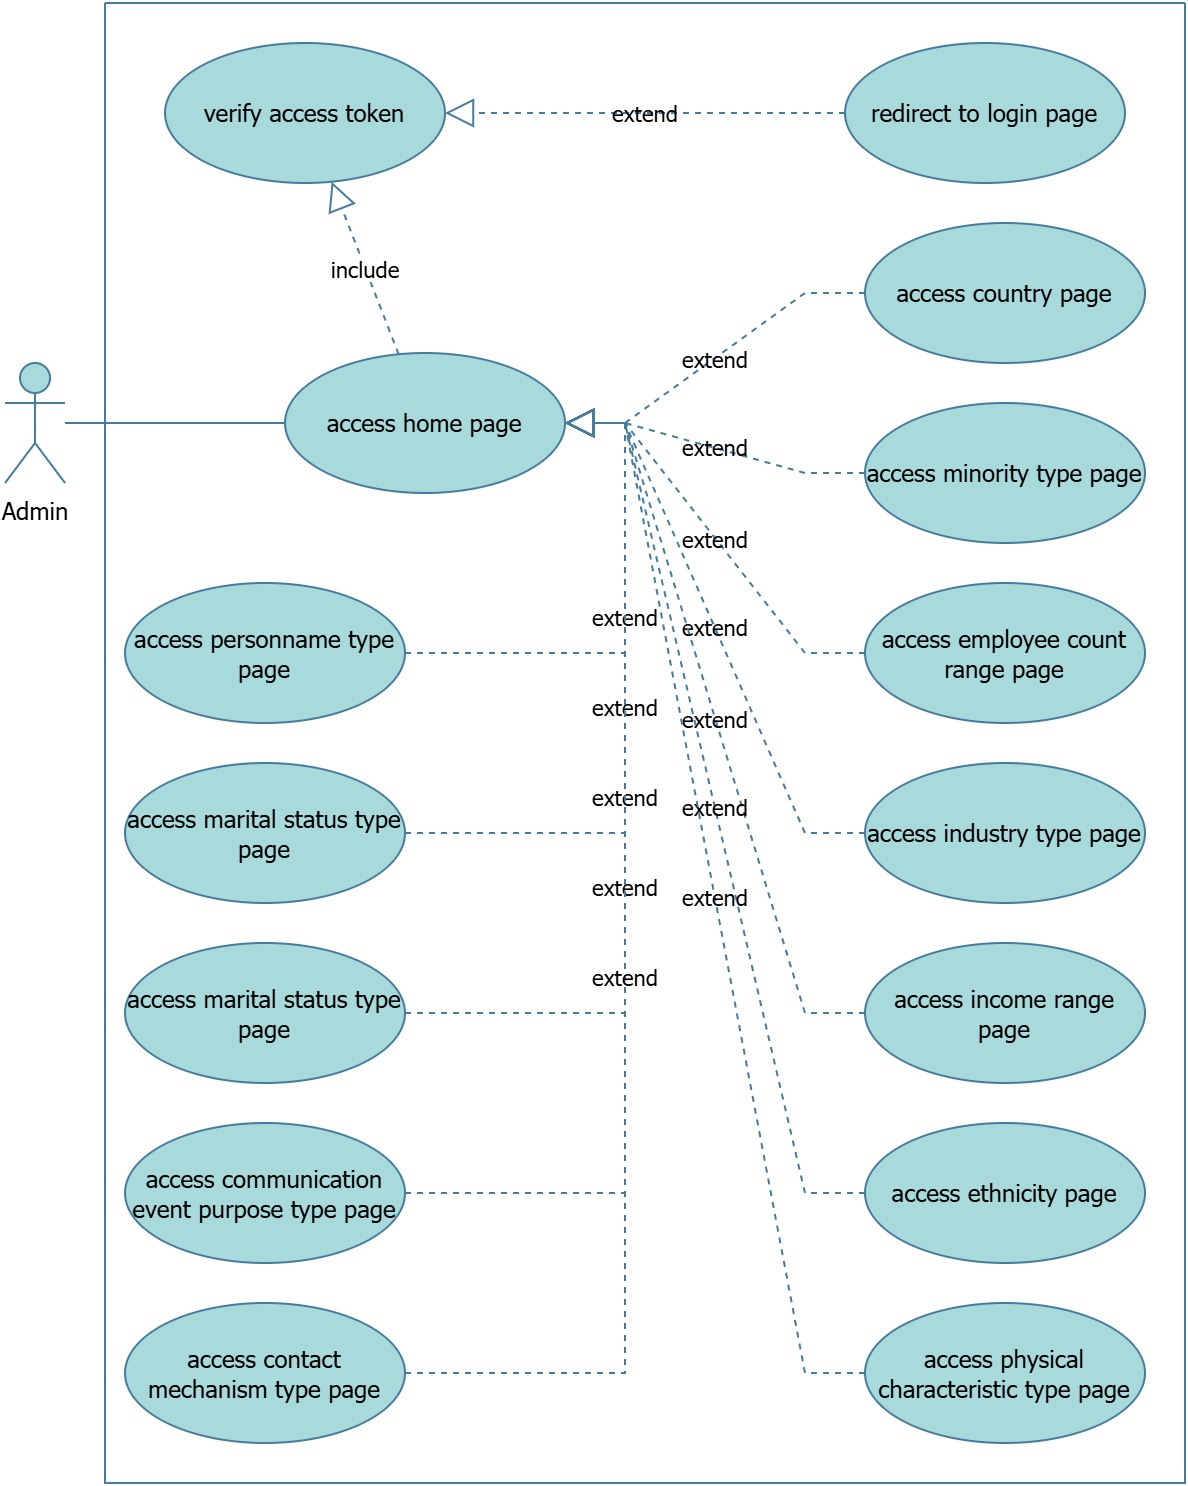 verify access token
extend
redirect to login page
access country page
include
extend
access home page
extend
access minority type page
Admin
extend
extend
extend
access personname type
page
access employee count
range page
extend
extend
extend
extend
access marital status type
page
access industry type page
extend
extend
extend
access marital status type
page
access income range
page
access communication
event purpose type page
access ethnicity page
access contact
mechanism type page
access physical
characteristic type page